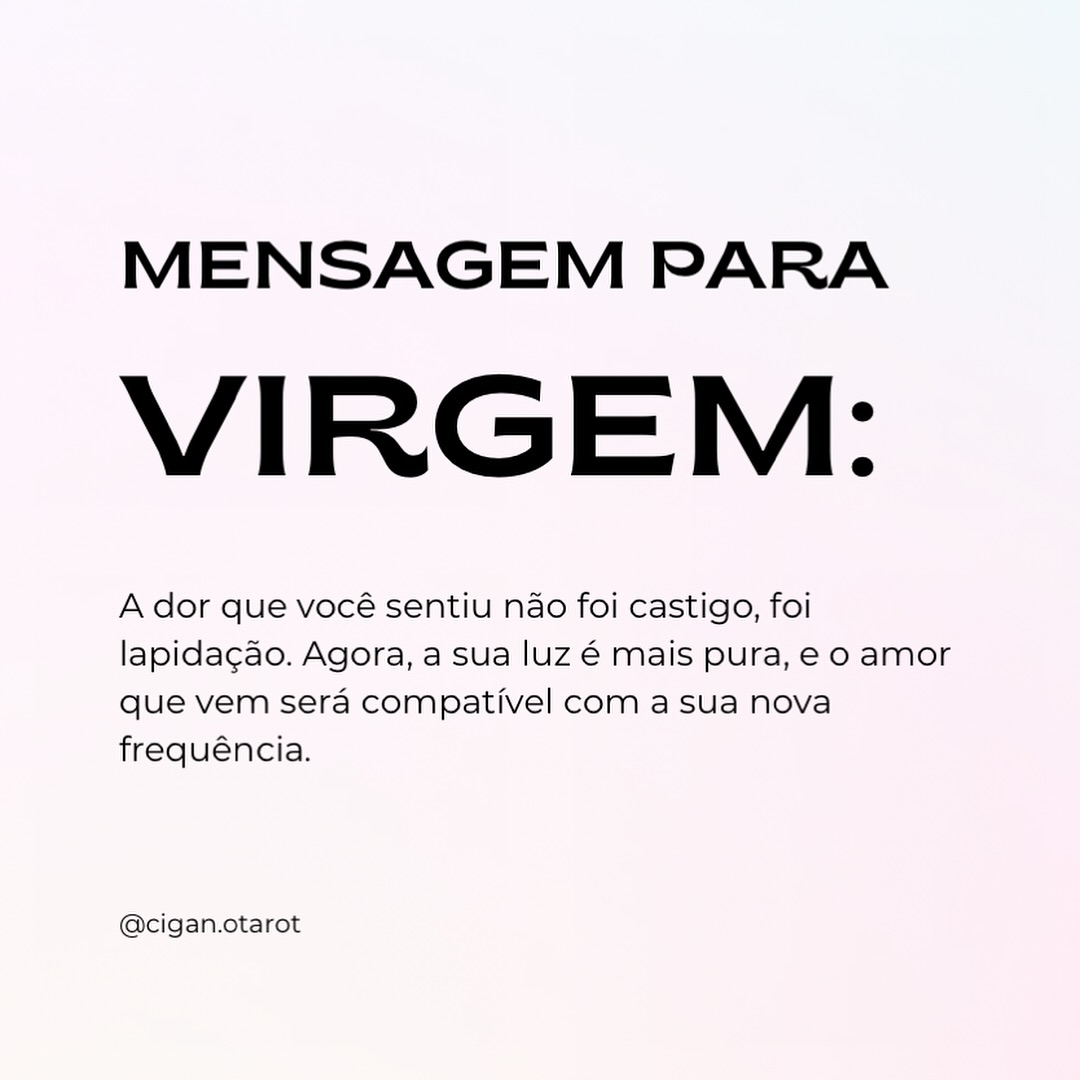 MENSAGEM PARA
VIRGEM:
A dor que você sentiu não foi castigo, foi
lapidação. Agora, a sua luz é mais pura, e o amor
que vem será compatível com a sua nova
frequência.
@cigan.otarot